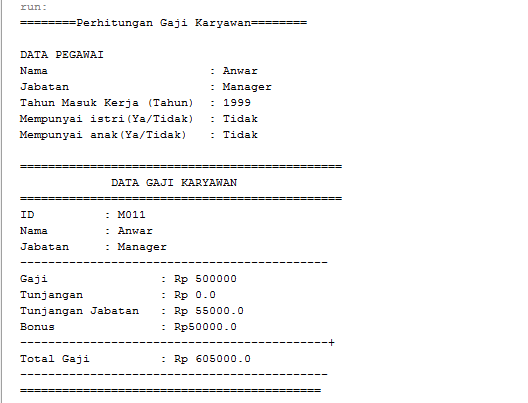 run:
========Perhitungan Gaji Karyawan========
DATA PEGAWAI
Nama : Anwar
Jabatan : Manager
Tahun Masuk Kerja (Tahun) : 1999
Mempunyai istri(Ya/Tidak) : Tidak
Mempunyai anak(Ya/Tidak) : Tidak
==============================================
DATA GAJI KARYAWAN
==============================================
ID : M011
Nama : Anwar
Jabatan : Manager
--------------------------------------------
Gaji : Rp 500000
Tunjangan : Rp 0.0
Tunjangan Jabatan : Rp 55000.0
Bonus : Rp50000.0
--------------------------------------------+
Total Gaji : Rp 605000.0
--------------------------------------------
===========================================